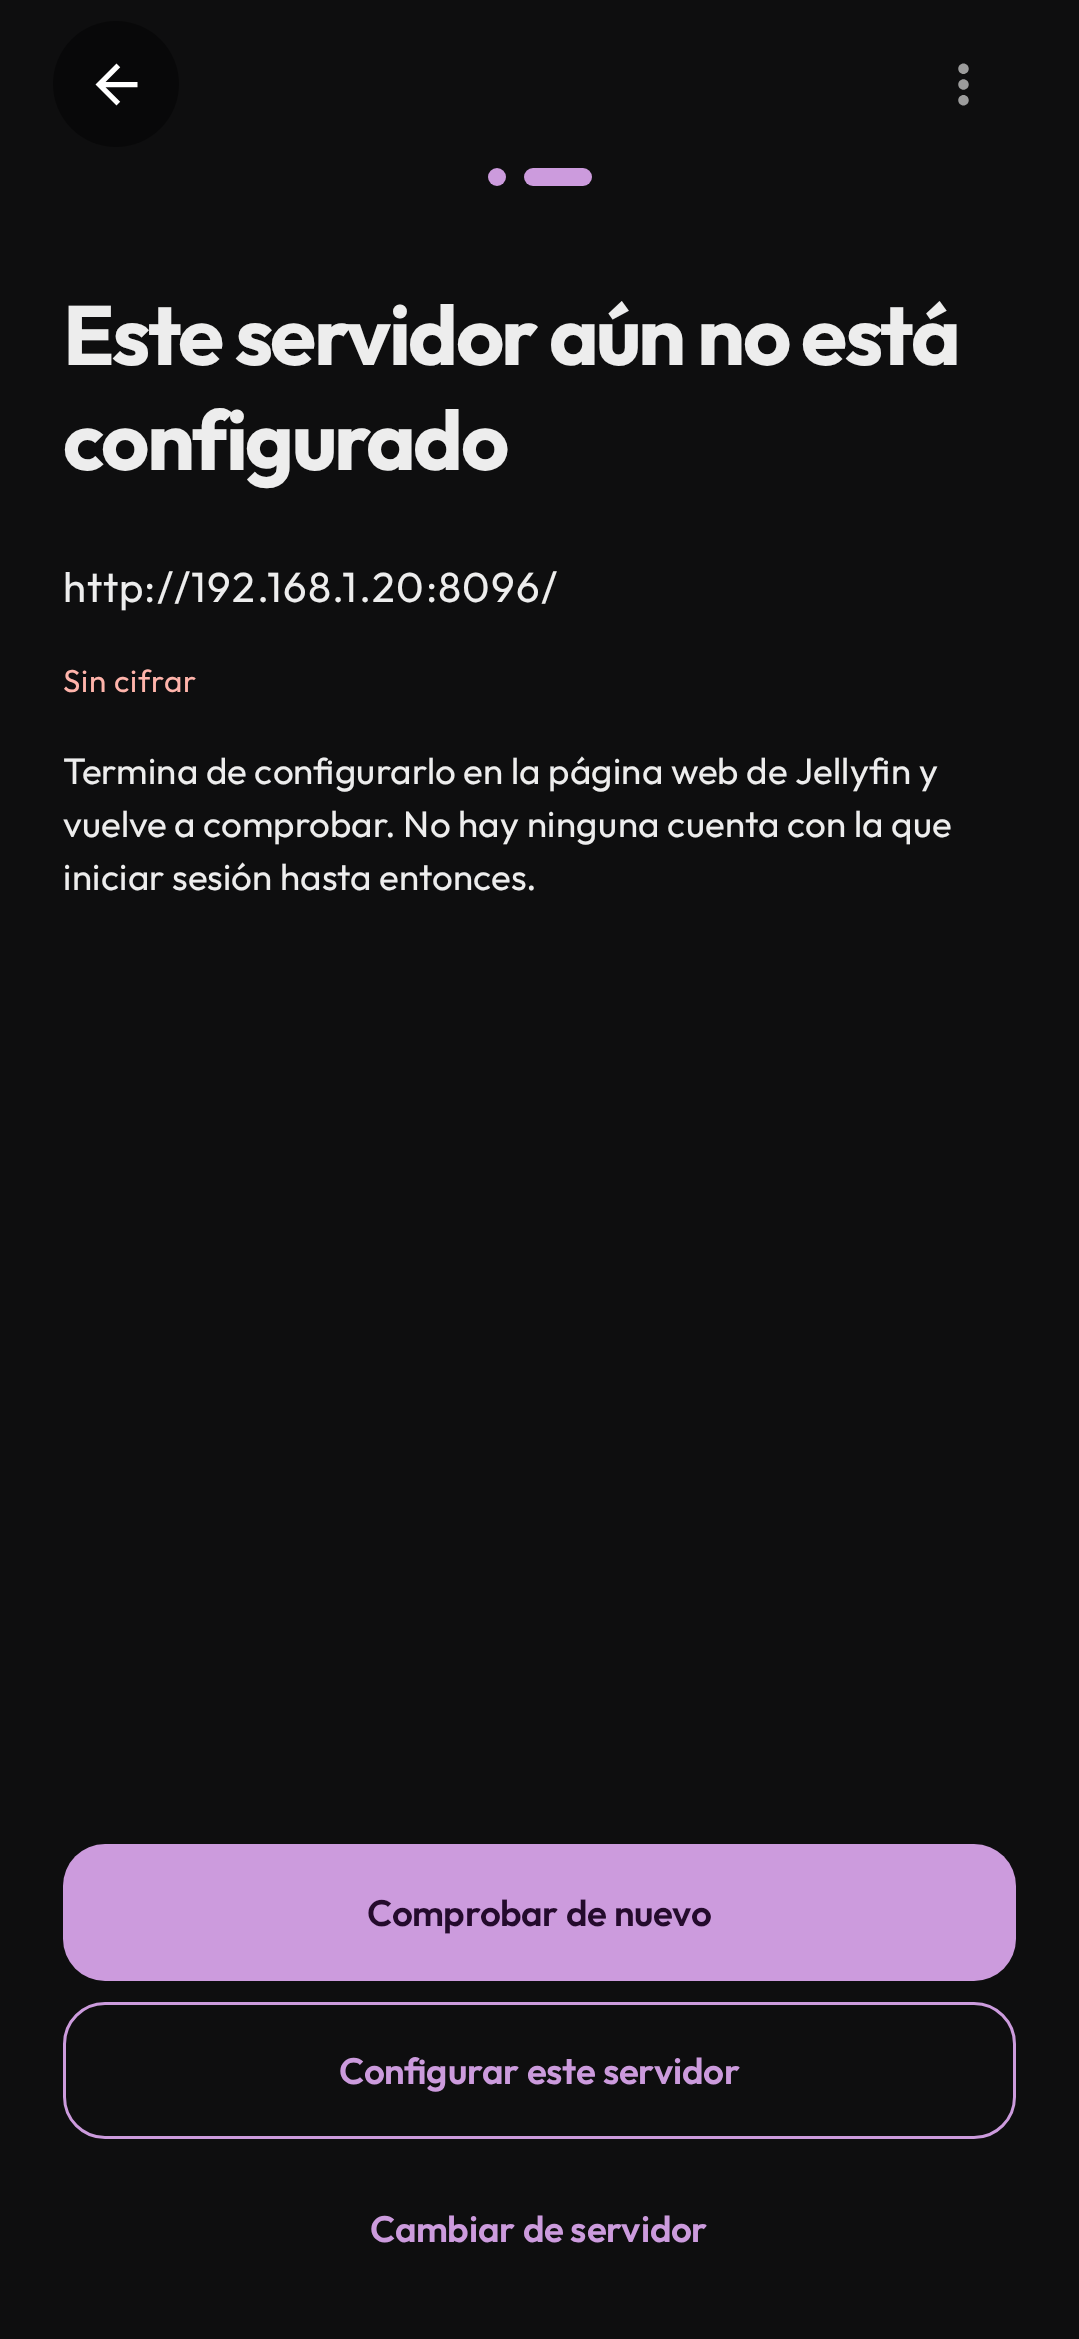 Este servidor aún no está
configurado
http://192.168.1.20:8096/
Sin cifrar
Termina de configurarlo en la página web de Jellyfin y
vuelve a comprobar. No hay ninguna cuenta con la que
iniciar sesión hasta entonces.
Comprobar de nuevo
Configurar este servidor
Cambiar de servidor